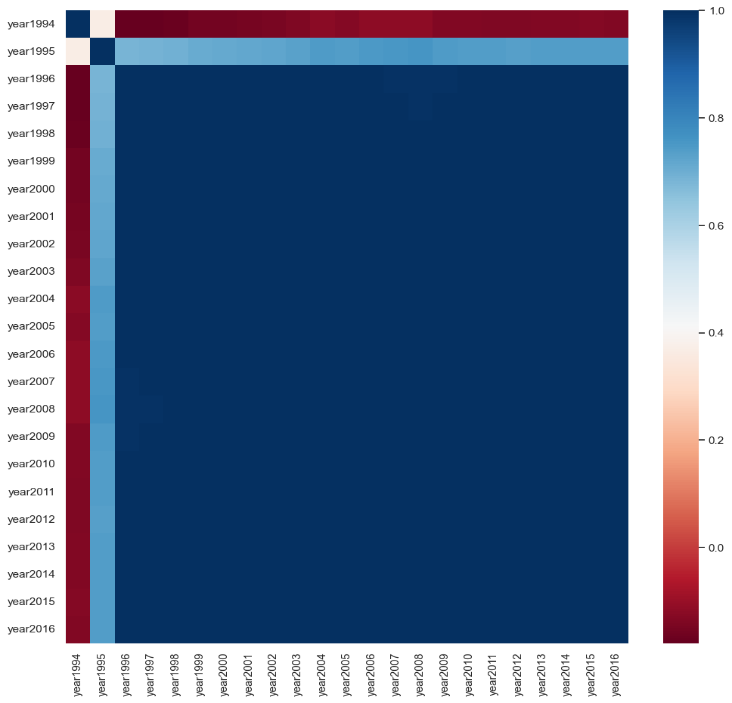 year1994
year1995
year1996
year1997
year1998
year1999
year2000
year2001
year2002
year2003
year2004
year2005
year2006
year2007
year2008
year2009
year2010
year2011
year2012
year2013
year2014
year2015
year2016
year1994
year1995
year1996
year1997
year1998
year1999
year2000
year2001
year2002
year2003
year2004
year2005
year2006
year2007
year2008
year2009
year2010
year2011
year2012
year2013
year2014
year2015
year2016
1.0
0.8
0.6
0.4
0.2
0.0